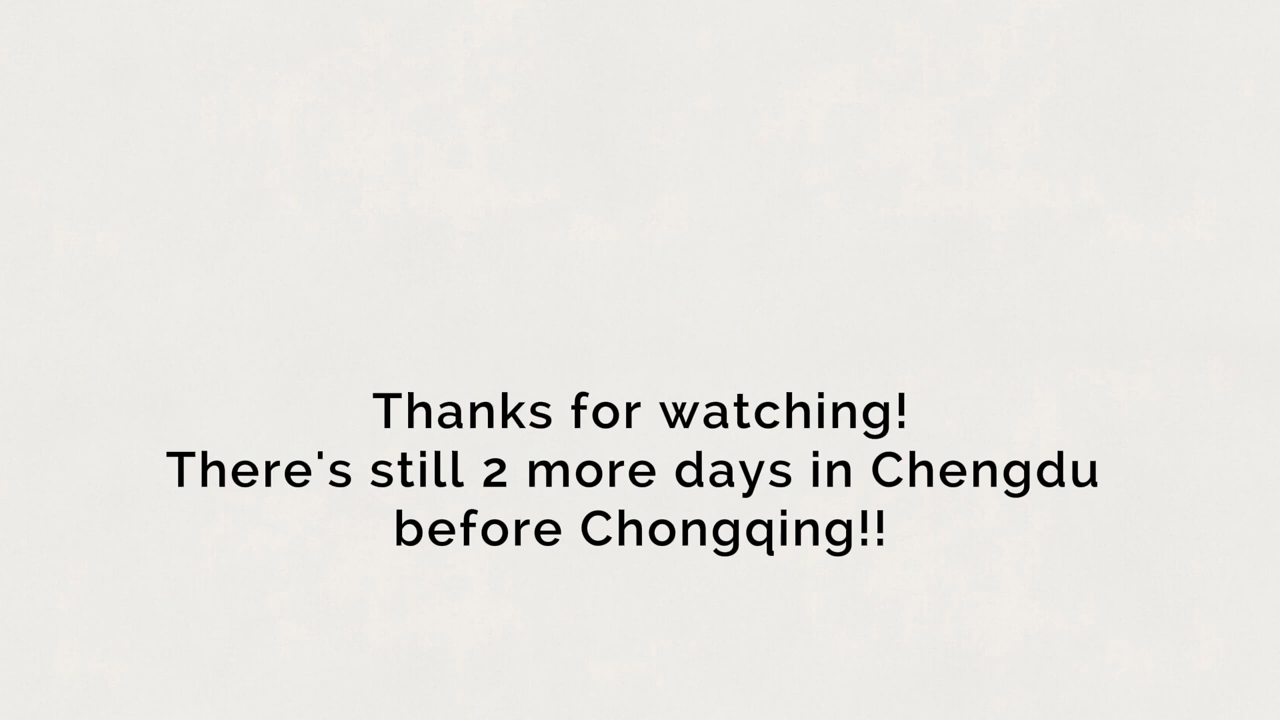 Thanks for watching!
There's still 2 more days in Chengdu
before Chongqing!!